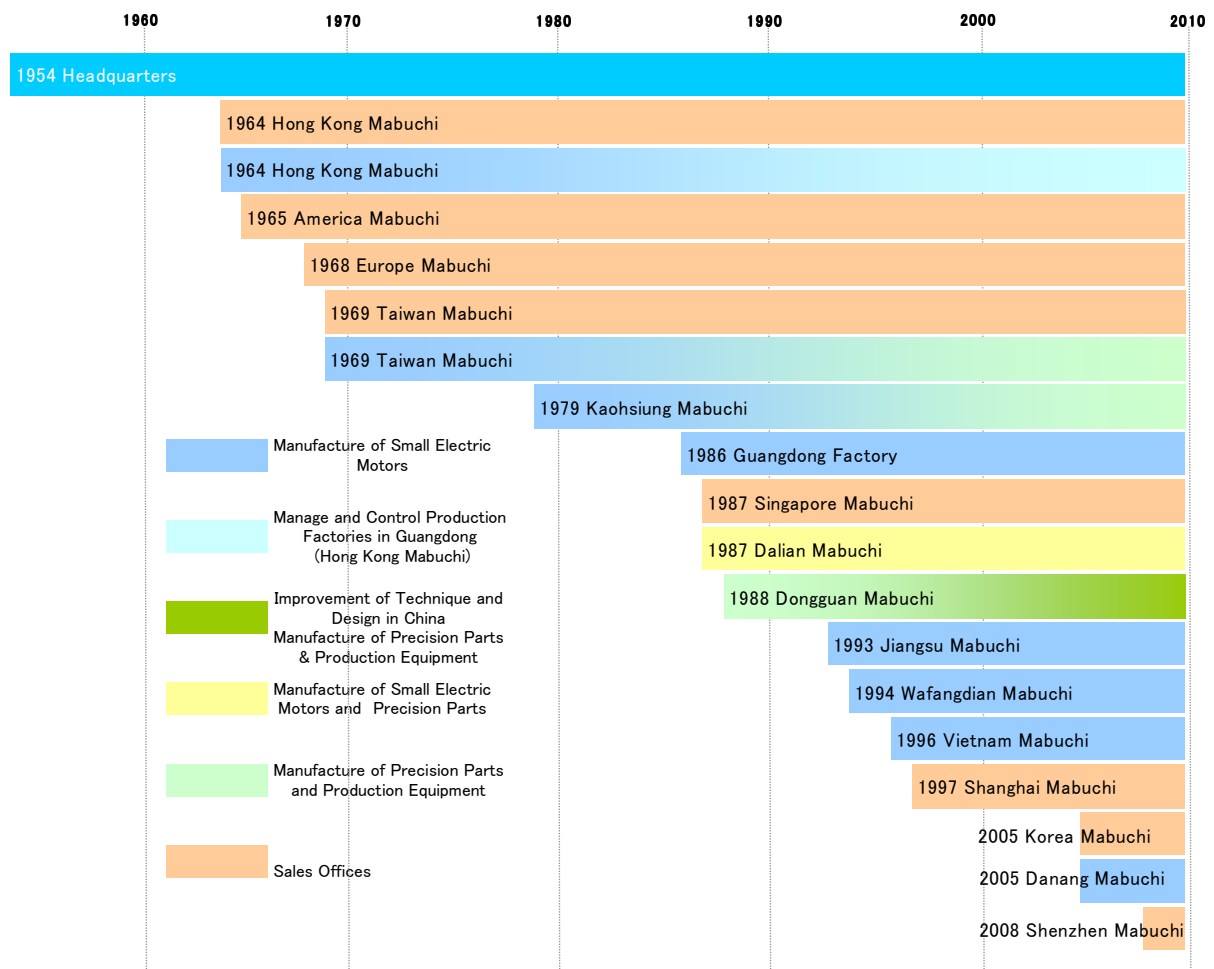 1960 1970 1980 1990 2000 2010
1954 Headquarters
1964 Hong Kong Mabuchi
1964 Hong Kong Mabuchi
1965 America Mabuchi
1968 Europe Mabuchi
1969 Taiwan Mabuchi
1969 Taiwan Mabuchi
1979 Kaohsiung Mabuchi
1986 Guangdong Factory
1987 Singapore Mabuchi
1987 Dalian Mabuchi
1988 Dongguan Mabuchi
1993 Jiangsu Mabuchi
1994 Wafangdian Mabuchi
1996 Vietnam Mabuchi
1997 Shanghai Mabuchi
2005 Korea Mabuchi
2005 Danang Mabuchi
2008 Shenzhen Mabuchi
Manufacture of Small Electric
Motors
Manage and Control Production
Factories in Guangdong
(Hong Kong Mabuchi)
Improvement of Technique and
Design in China
Manufacture of Precision Parts
& Production Equipment
Manufacture of Small Electric
Motors and Precision Parts
Manufacture of Precision Parts
and Production Equipment
Sales Offices